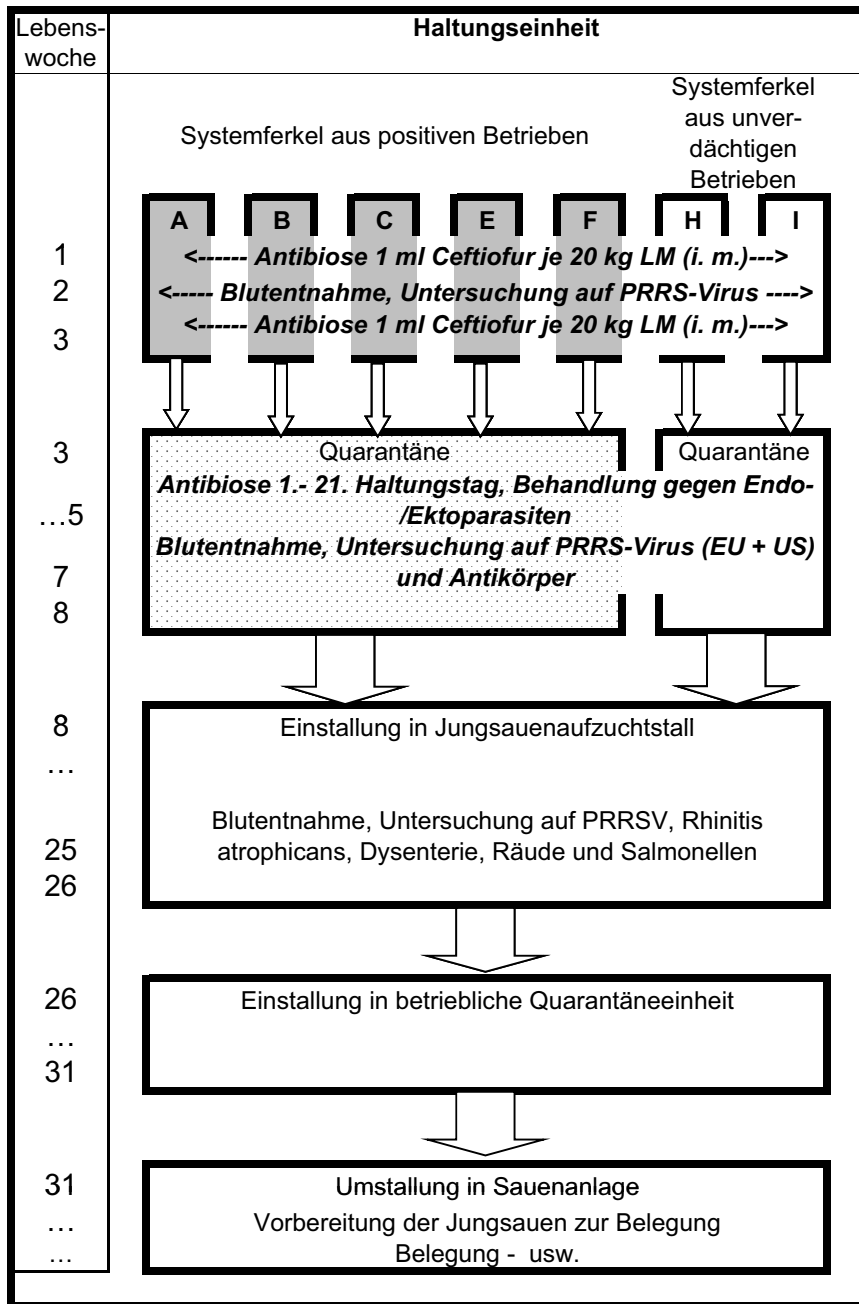 Lebens-
woche
Haltungseinheit
Systemferkel aus positiven Betrieben
Systemferkel
aus unver-
dächtigen
Betrieben
A B C E F H I
1 <------ Antibiose 1 ml Ceftiofur je 20 kg LM (i. m.)--->
2 <----- Blutentnahme, Untersuchung auf PRRS-Virus ---->
3 <------ Antibiose 1 ml Ceftiofur je 20 kg LM (i. m.)--->
3 Quarantäne Quarantäne
Antibiose 1.- 21. Haltungstag, Behandlung gegen Endo-
…5 /Ektoparasiten
Blutentnahme, Untersuchung auf PRRS-Virus (EU + US)
7 und Antikörper
8
8 Einstallung in Jungsauenaufzuchtstall
…
Blutentnahme, Untersuchung auf PRRSV, Rhinitis
25 atrophicans, Dysenterie, Räude und Salmonellen
26
26 Einstallung in betriebliche Quarantäneeinheit
…
31
31 Umstallung in Sauenanlage
… Vorbereitung der Jungsauen zur Belegung
… Belegung - usw.